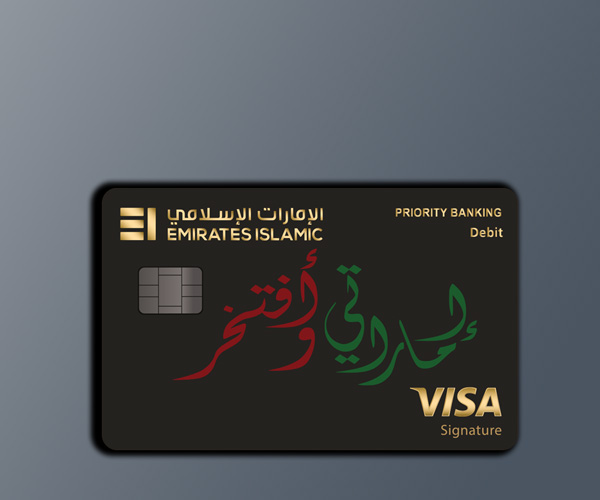 الإمارات الإسلامي
EMIRATES ISLAMIC
PRIORITY BANKING
Debit
إماراتي وأفتخر
VISA
Signature